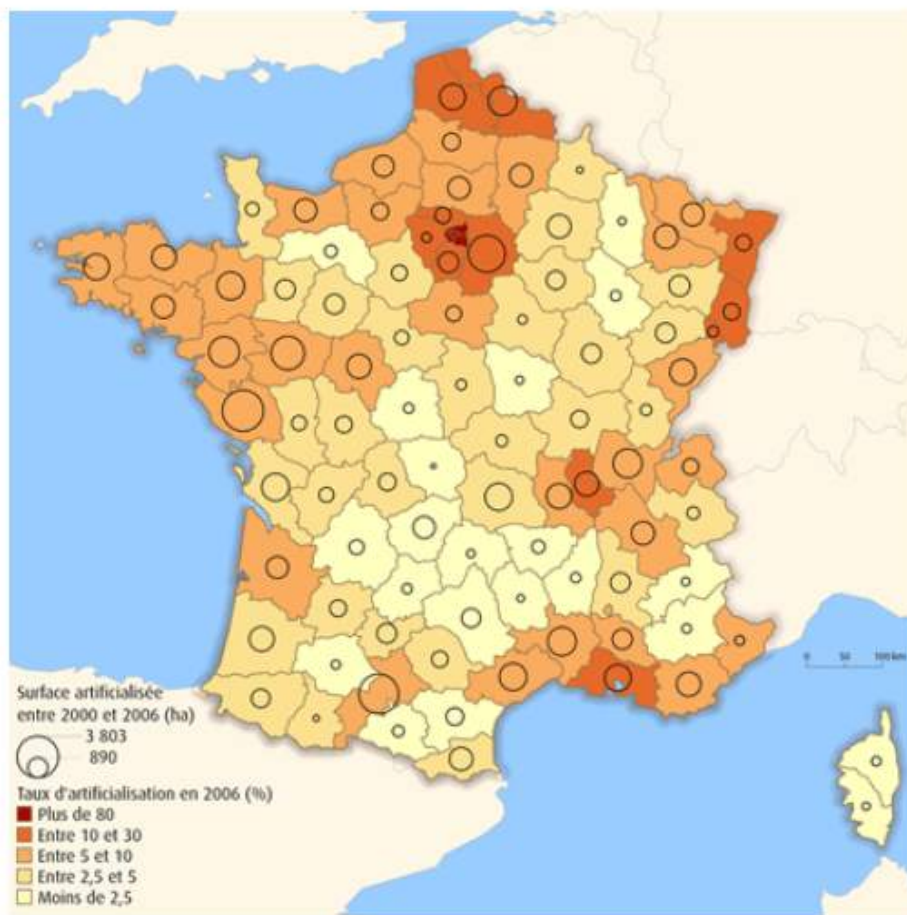 0 50 100 km
Surface artificialisée
entre 2000 et 2006 (ha)
3 803
890
Taux d'artificialisation en 2006 (%)
Plus de 80
Entre 10 et 30
Entre 5 et 10
Entre 2,5 et 5
Moins de 2,5